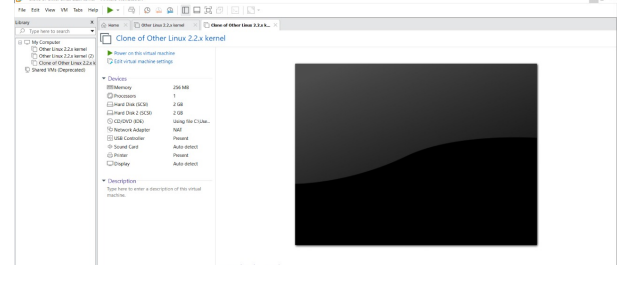 File Edit View VM Tabs Help
Library
Type here to search
My Computer
Other Linux 2.2.x kernel
Other Linux 2.2.x kernel (2)
Clone of Other Linux 2.2.x k
Shared VMs (Deprecated)
Home
Other Linux 2.2.x kernel
Clone of Other Linux 2.2.x k...
Clone of Other Linux 2.2.x kernel
Power on this virtual machine
Edit virtual machine settings
Devices
Memory 256 MB
Processors 1
Hard Disk (SCSI) 2 GB
Hard Disk 2 (SCSI) 2 GB
CD/DVD (IDE) Using file C:\Use...
Network Adapter NAT
USB Controller Present
Sound Card Auto detect
Printer Present
Display Auto detect
Description
Type here to enter a description of this virtual
machine.